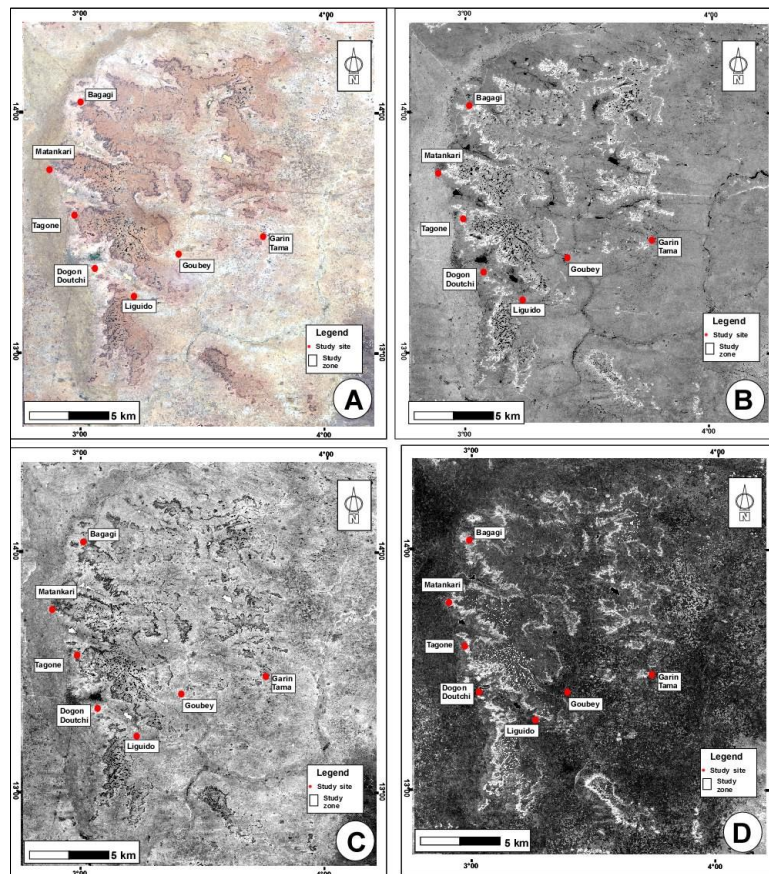 3°00
4°00
N
Bagagi
14°00
Matankari
Tagone
Garin
Tama
Goubey
Dogon
Doutchi
Liguido
Legend
Study site
Study
zone
13°00
5 km
A
3°00
4°00
N
Bagagi
14°00
Matankari
Tagone
Garin
Tama
Goubey
Dogon
Doutchi
Liguido
Legend
Study site
Study
zone
13°00
5 km
B
3°00
4°00
N
Bagagi
14°00
Matankari
Tagone
Garin
Tama
Goubey
Dogon
Doutchi
Liguido
Legend
Study site
Study
zone
13°00
5 km
C
3°00
4°00
N
Bagagi
14°00
Matankari
Tagone
Garin
Tama
Goubey
Dogon
Doutchi
Liguido
Legend
Study site
Study
zone
13°00
5 km
D